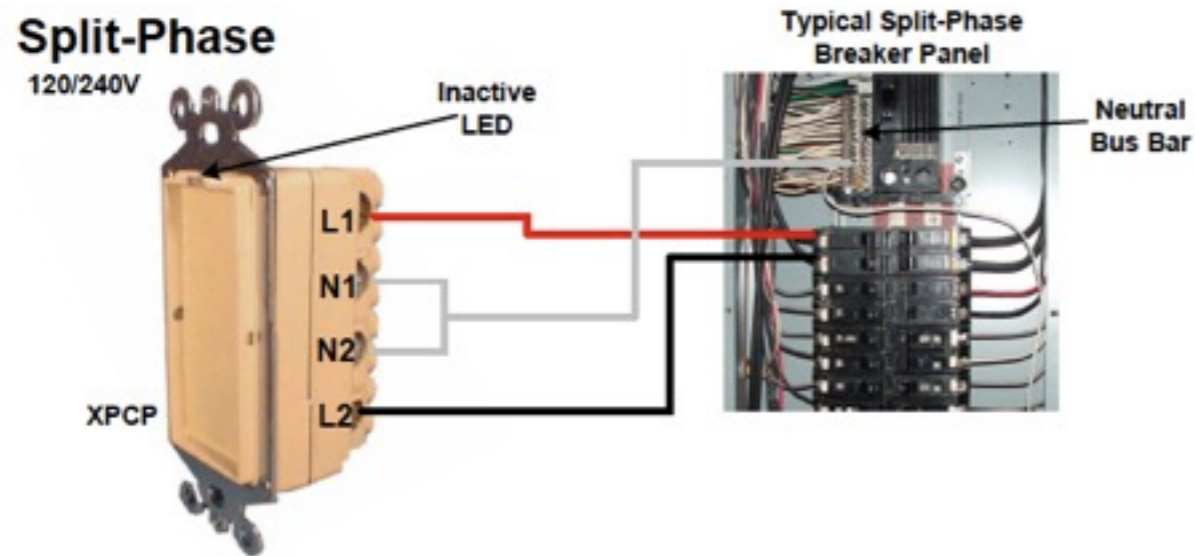 Split-Phase
120/240V
Inactive
LED
Typical Split-Phase
Breaker Panel
Neutral
Bus Bar
L1
N1
N2
L2
XPCP